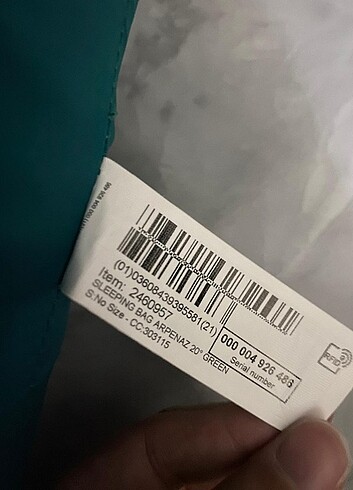 (01)03608439395581(21)
000 004 926 486
Serial number
Item: 2460957
SLEEPING BAG ARPENAZ 20° GREEN
S:No Size - CC-303115
RFID